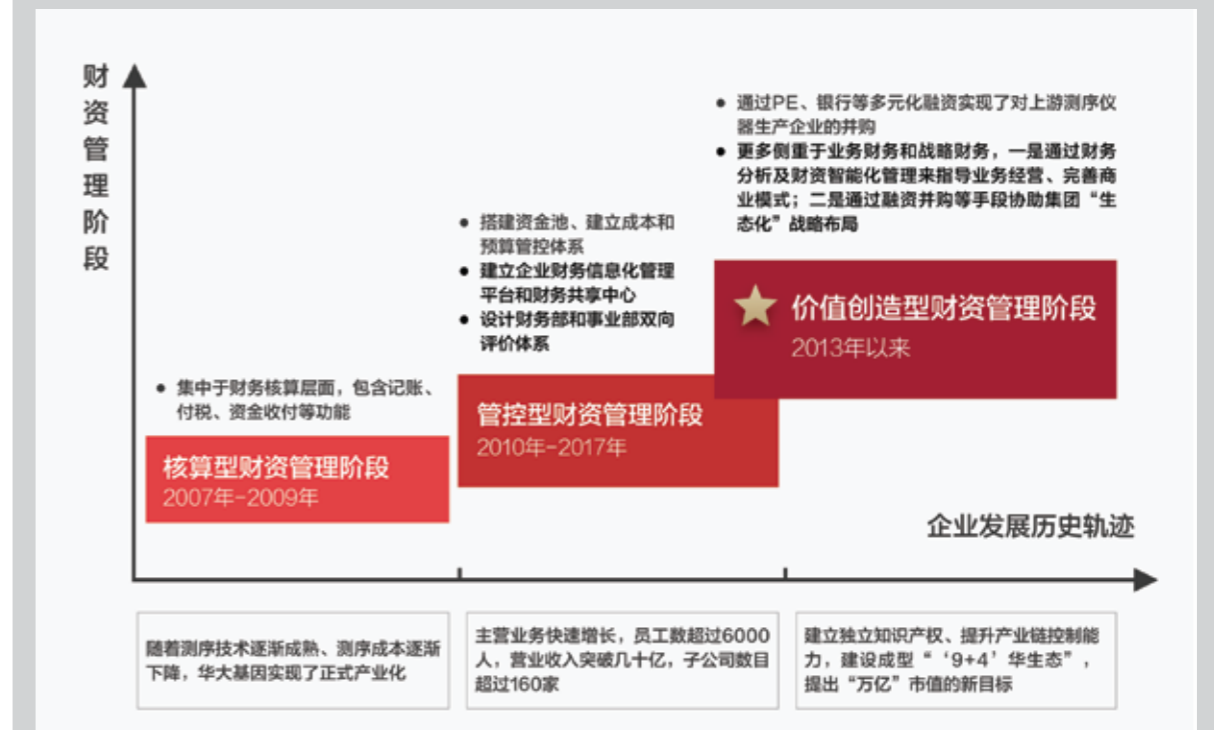 财资管理阶段
● 通过PE、银行等多元化融资实现了对上游测序仪
器生产企业的并购
● 更多侧重于业务财务和战略财务，一是通过财务
分析及财资智能化管理来指导业务经营、完善商
业模式；二是通过融资并购等手段协助集团“生
态化”战略布局
● 搭建资金池、建立成本和
预算管控体系
● 建立企业财务信息化管理
平台和财务共享中心
● 设计财务部和事业部双向
评价体系
价值创造型财资管理阶段
2013年以来
● 集中于财务核算层面，包含记账、
付税、资金收付等功能
管控型财资管理阶段
2010年-2017年
核算型财资管理阶段
2007年-2009年
企业发展历史轨迹
随着测序技术逐渐成熟、测序成本逐渐
下降，华大基因实现了正式产业化
主营业务快速增长，员工数超过6000
人，营业收入突破几十亿，子公司数目
超过160家
建立独立知识产权、提升产业链控制能
力，建设成型“‘9+4’华生态”，
提出“万亿”市值的新目标